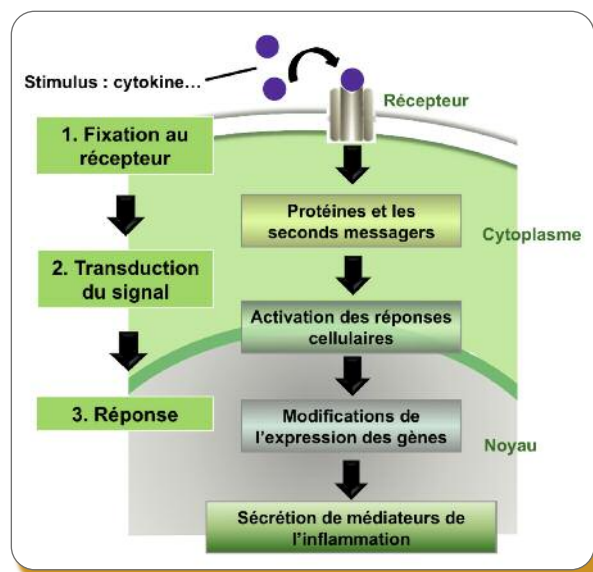 Stimulus : cytokine...
Récepteur
1. Fixation au
récepteur
Protéines et les
seconds messagers
Cytoplasme
2. Transduction
du signal
Activation des réponses
cellulaires
3. Réponse
Modifications de
l'expression des gènes
Noyau
Sécrétion de médiateurs de
l'inflammation